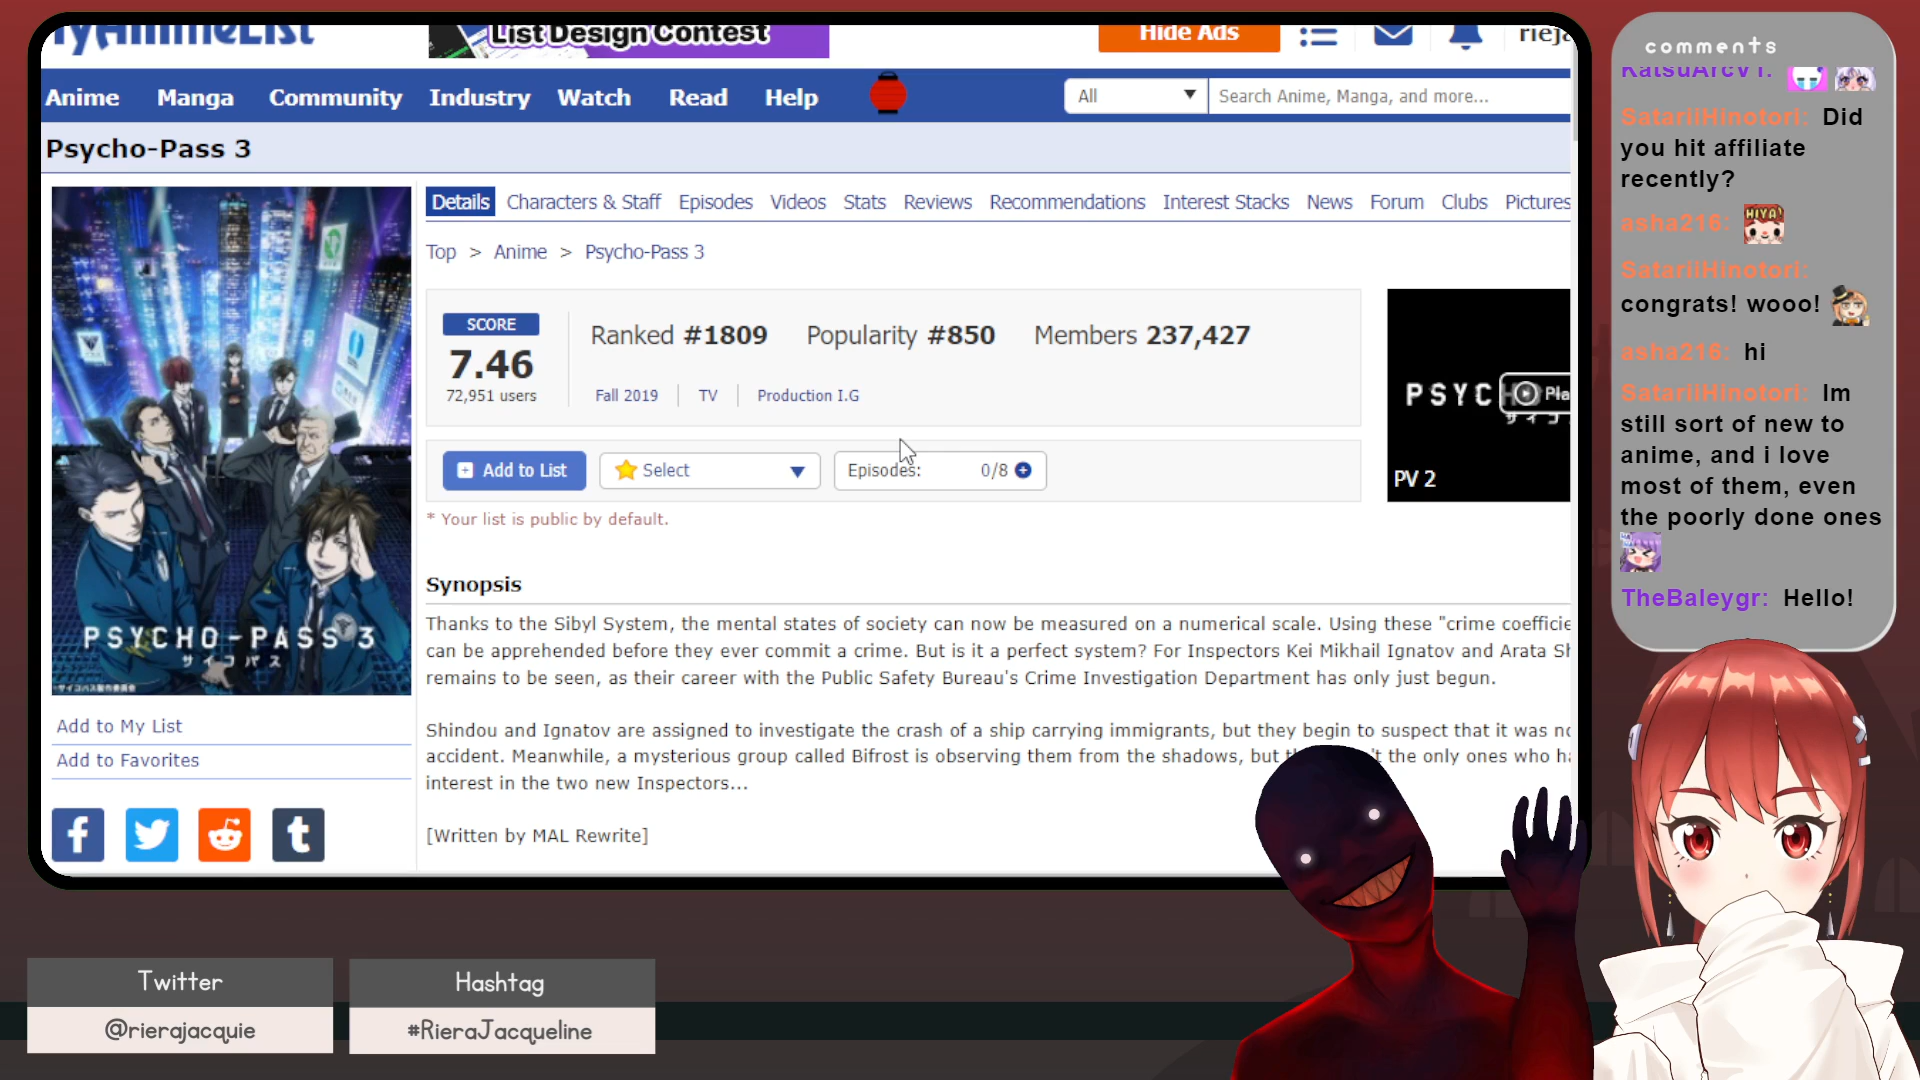 MyAnimeList
List Design Contest
Hide Ads
Anime Manga Community Industry Watch Read Help
All
Search Anime, Manga, and more...
Psycho-Pass 3
Details Characters & Staff Episodes Videos Stats Reviews Recommendations Interest Stacks News Forum Clubs Pictures
Top > Anime > Psycho-Pass 3
SCORE
7.46
72,951 users
Ranked #1809 Popularity #850 Members 237,427
Fall 2019 TV Production I.G
Add to List
Select
Episodes: 0/8
* Your list is public by default.
PV 2
Synopsis
Thanks to the Sibyl System, the mental states of society can now be measured on a numerical scale. Using these "crime
can be apprehended before they ever commit a crime. But is it a perfect system? For Inspectors Kei Mikhail Ignatov and Arata
remains to be seen, as their career with the Public Safety Bureau's Crime Investigation Department has only just begun.
Shindou and Ignatov are assigned to investigate the crash of a ship carrying immigrants, but they begin to suspect that it was
accident. Meanwhile, a mysterious group called Bifrost is observing them from the shadows, but the only ones who
interest in the two new Inspectors...
[Written by MAL Rewrite]
PSYCHO-PASS 3
サイコパス
Add to My List
Add to Favorites
Twitter
@rierajacquie
Hashtag
#RieraJacqueline
comments
KatsuArcV1:
SatariiHinotori: Did
you hit affiliate
recently?
asha216:
HIYA!
SatariiHinotori:
congrats! wooo!
asha216: hi
SatariiHinotori: Im
still sort of new to
anime, and i love
most of them, even
the poorly done ones
TheBaleygr: Hello!